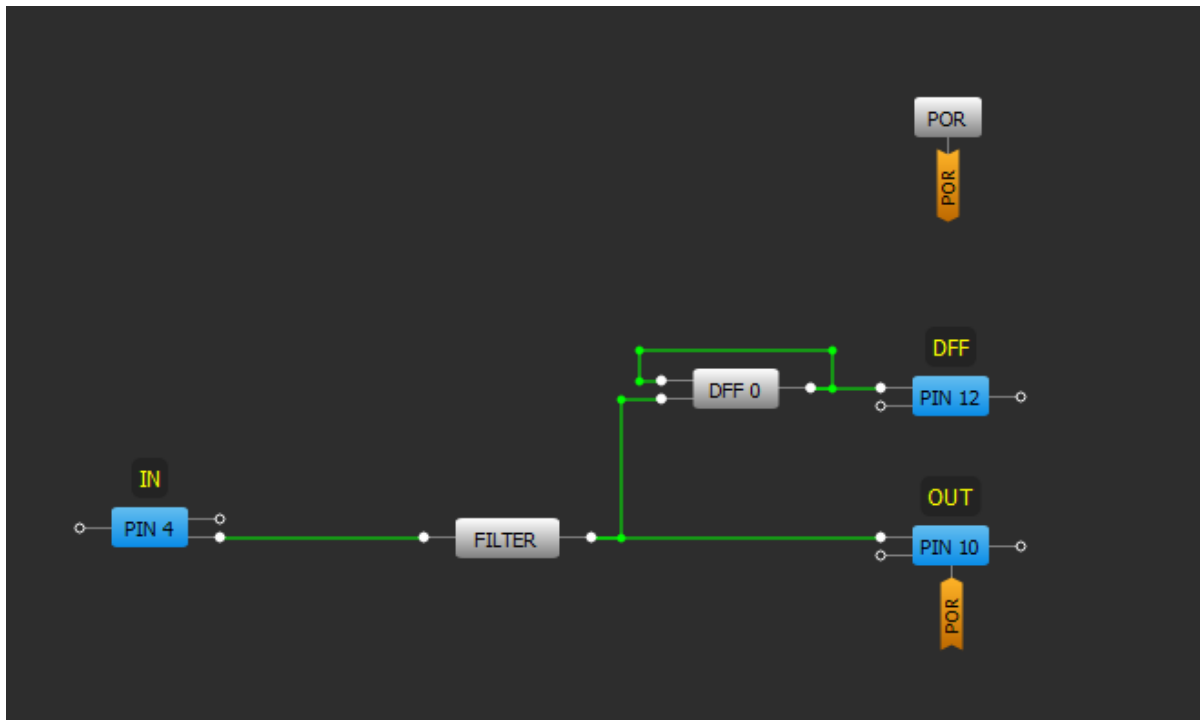 POR
POR
DFF
DFF 0
PIN 12
IN
PIN 4
FILTER
OUT
PIN 10
POR